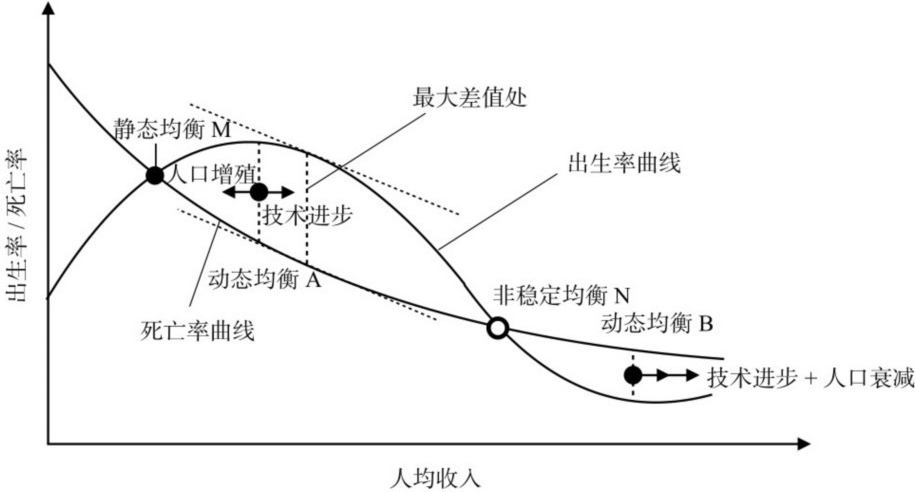 最大差值处
静态均衡 M
出生率曲线
人口增殖
技术进步
动态均衡 A
非稳定均衡 N
动态均衡 B
死亡率曲线
技术进步 + 人口衰减
出生率 / 死亡率
人均收入